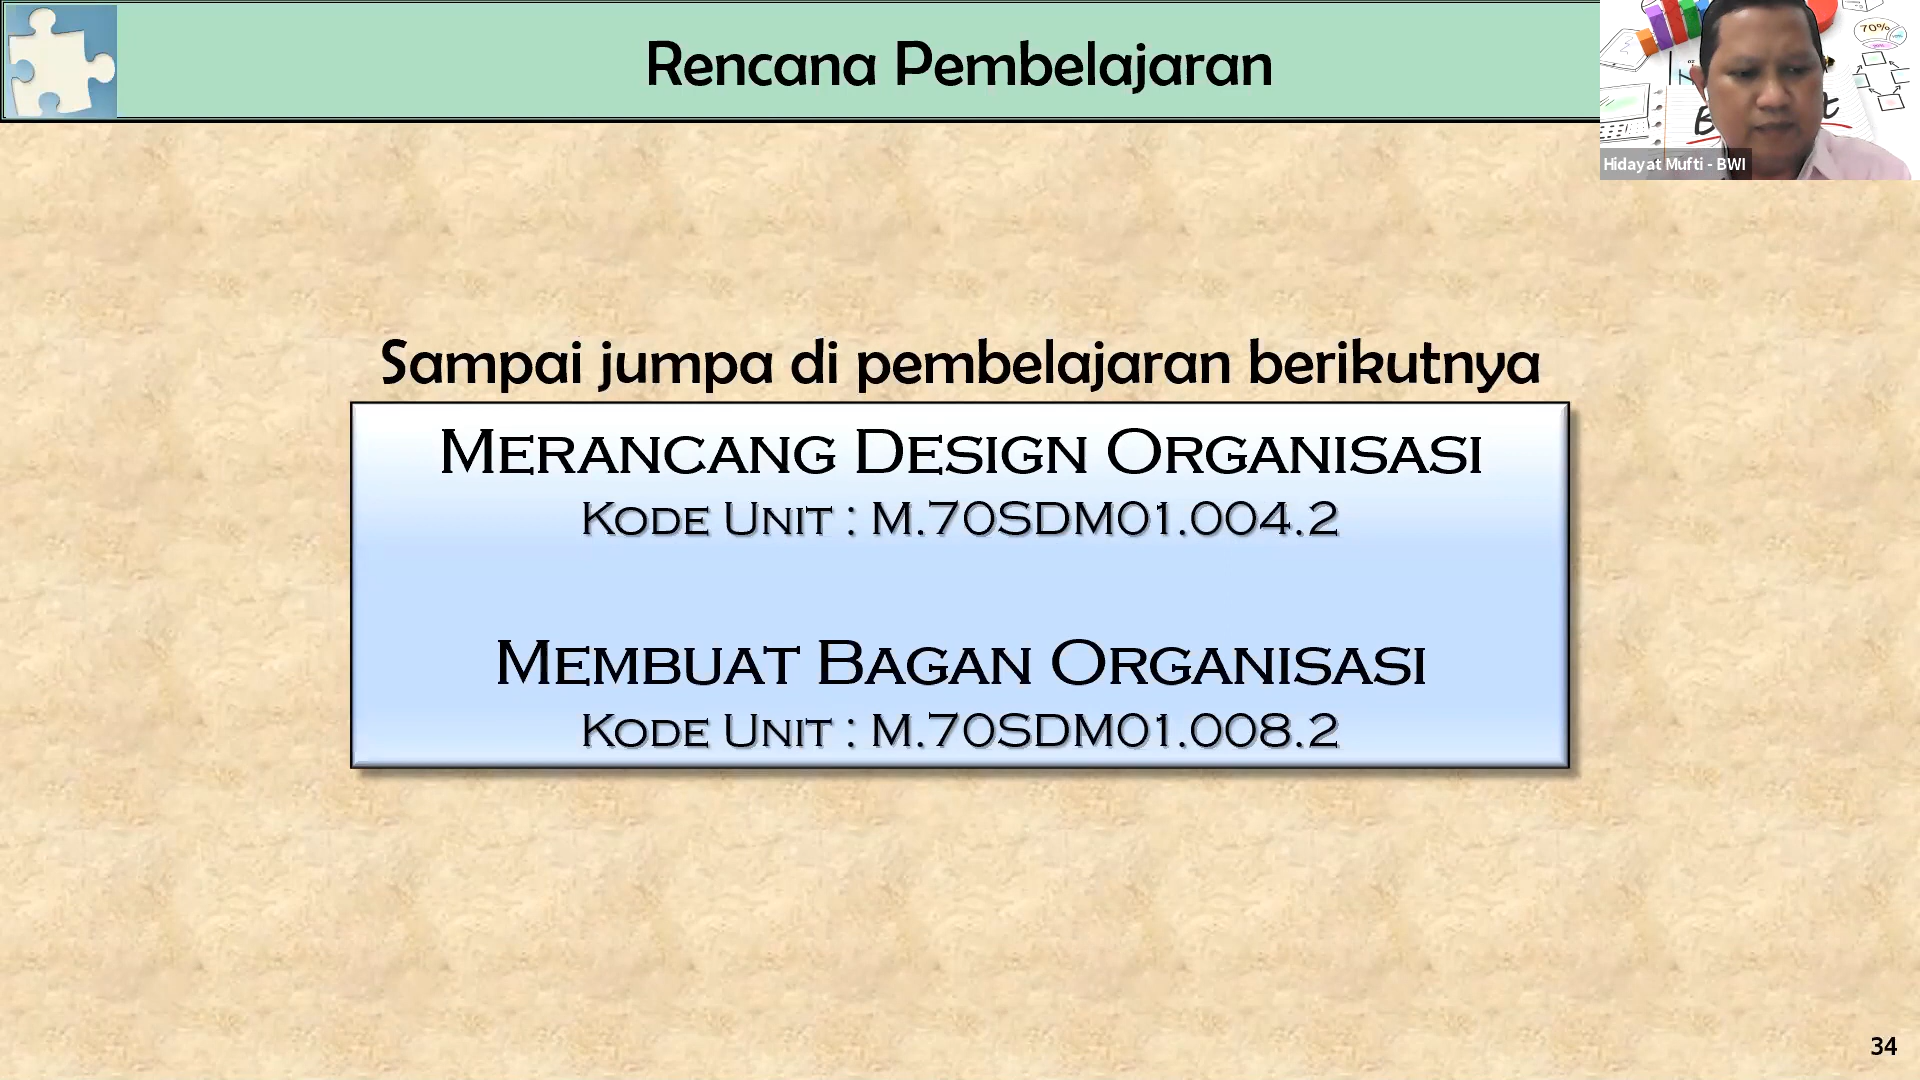 Rencana Pembelajaran
70%
Hidayat Mufti - BWI
Sampai jumpa di pembelajaran berikutnya
Merancang Design Organisasi
Kode Unit : M.70SDM01.004.2
Membuat Bagan Organisasi
Kode Unit : M.70SDM01.008.2
34